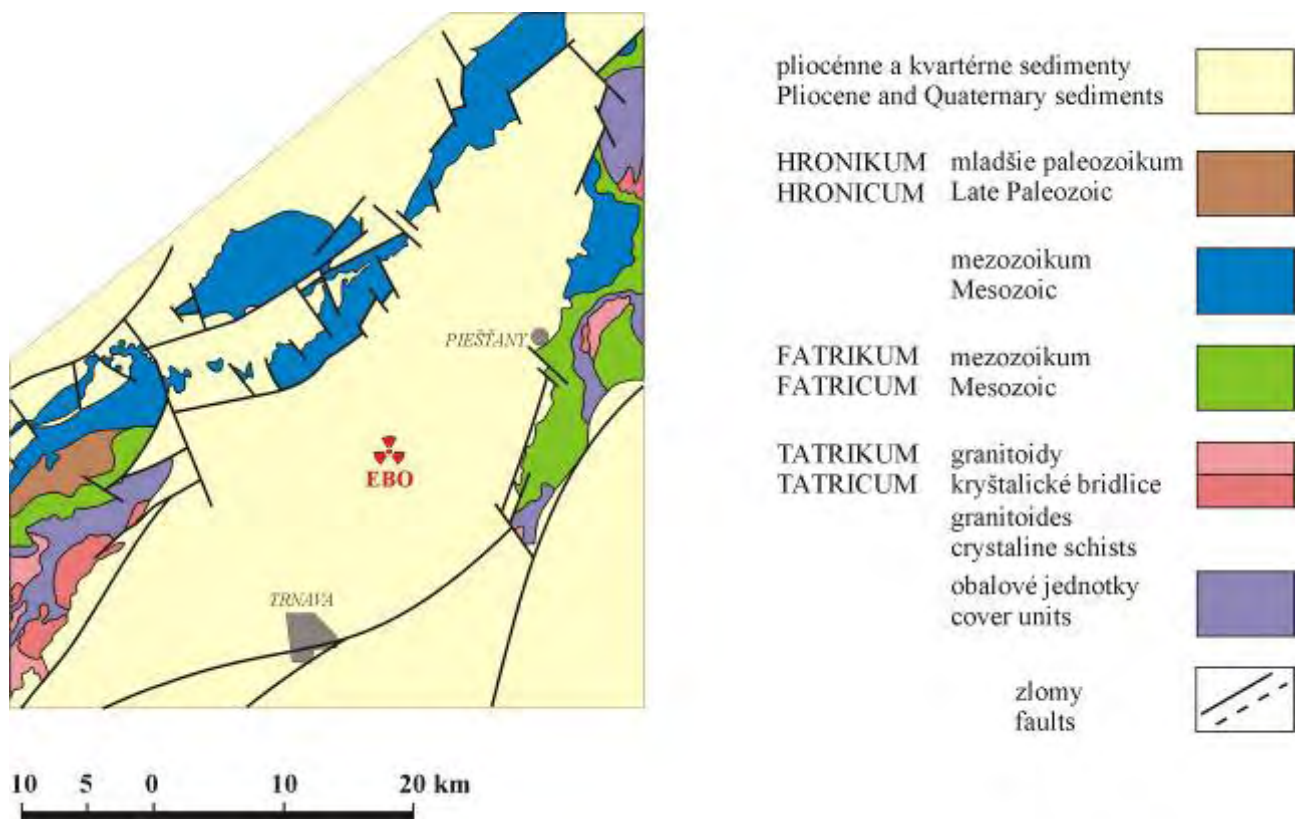 PIEŠŤANY
EBO
TRNAVA
10 5 0 10 20 km
pliocénne a kvartérne sedimenty
Pliocene and Quaternary sediments
HRONIKUM mladšie paleozoikum
HRONICUM Late Paleozoic
mezozoikum
Mesozoic
FATRIKUM mezozoikum
FATRICUM Mesozoic
TATRIKUM granitoidy
TATRICUM kryštalické bridlice
granitoides
crystaline schists
obalové jednotky
cover units
zlomy
faults